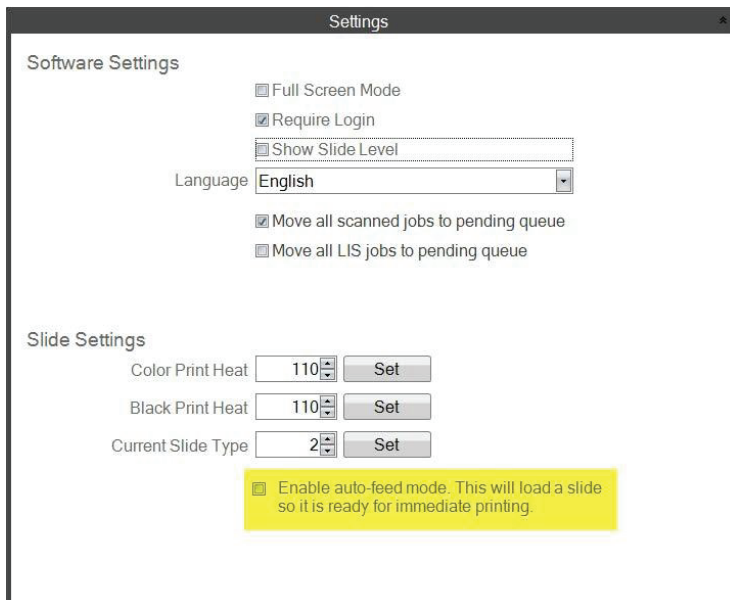 Settings
Software Settings
Full Screen Mode
Require Login
Show Slide Level
Language English
Move all scanned jobs to pending queue
Move all LIS jobs to pending queue
Slide Settings
Color Print Heat 110 Set
Black Print Heat 110 Set
Current Slide Type 2 Set
Enable auto-feed mode. This will load a slide
so it is ready for immediate printing.